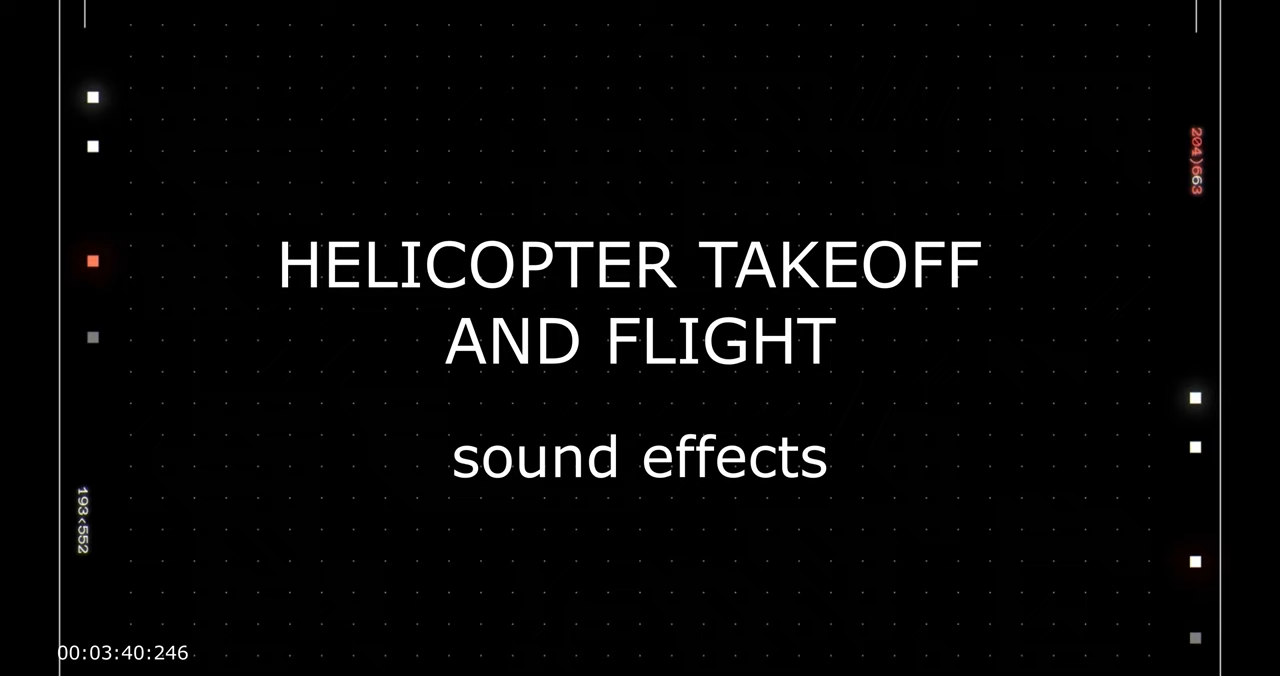 204)663
HELICOPTER TAKEOFF
AND FLIGHT
sound effects
193<552
00:03:40:246